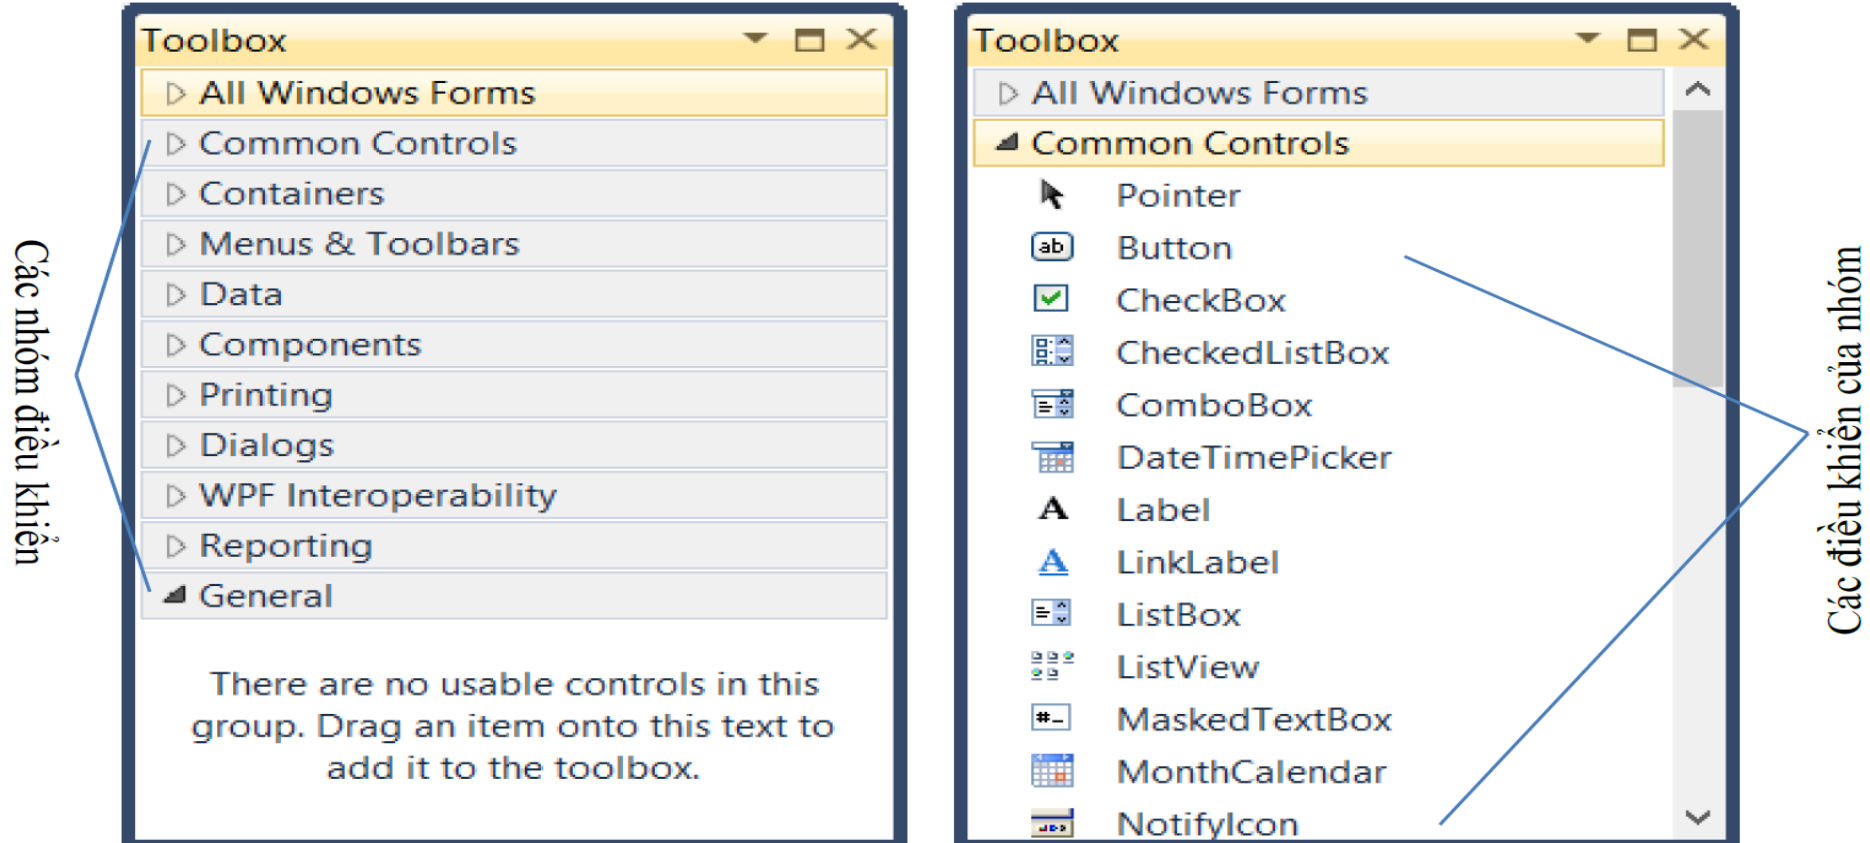 Các nhóm điều khiển
Toolbox
All Windows Forms
Common Controls
Containers
Menus & Toolbars
Data
Components
Printing
Dialogs
WPF Interoperability
Reporting
General
There are no usable controls in this
group. Drag an item onto this text to
add it to the toolbox.
Toolbox
All Windows Forms
Common Controls
Pointer
ab Button
CheckBox
CheckedListBox
ComboBox
DateTimePicker
A Label
A LinkLabel
ListBox
ListView
#_ MaskedTextBox
MonthCalendar
NotifyIcon
Các điều khiển của nhóm